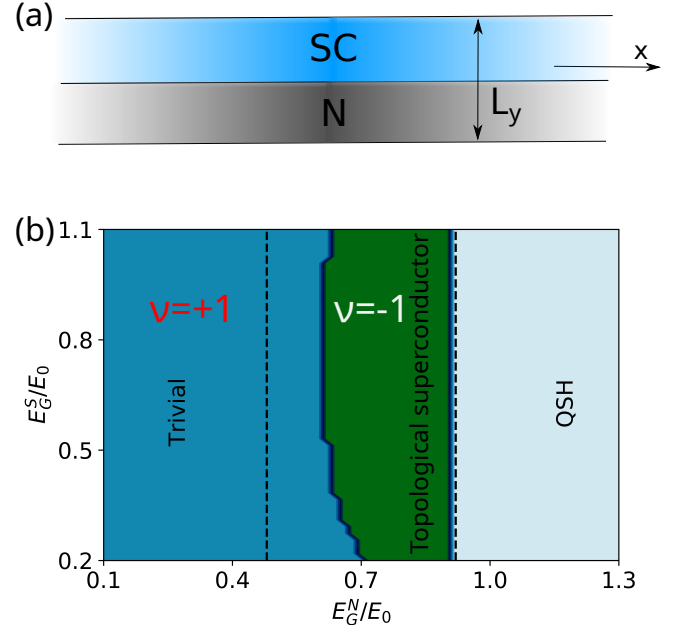 (a)
SC
x
N
L_y
(b)
1.1
0.8
0.5
0.2
E_G^S/E_0
ν=+1
ν=-1
Trivial
Topological superconductor
QSH
0.1
0.4
0.7
1.0
1.3
E_G^N/E_0